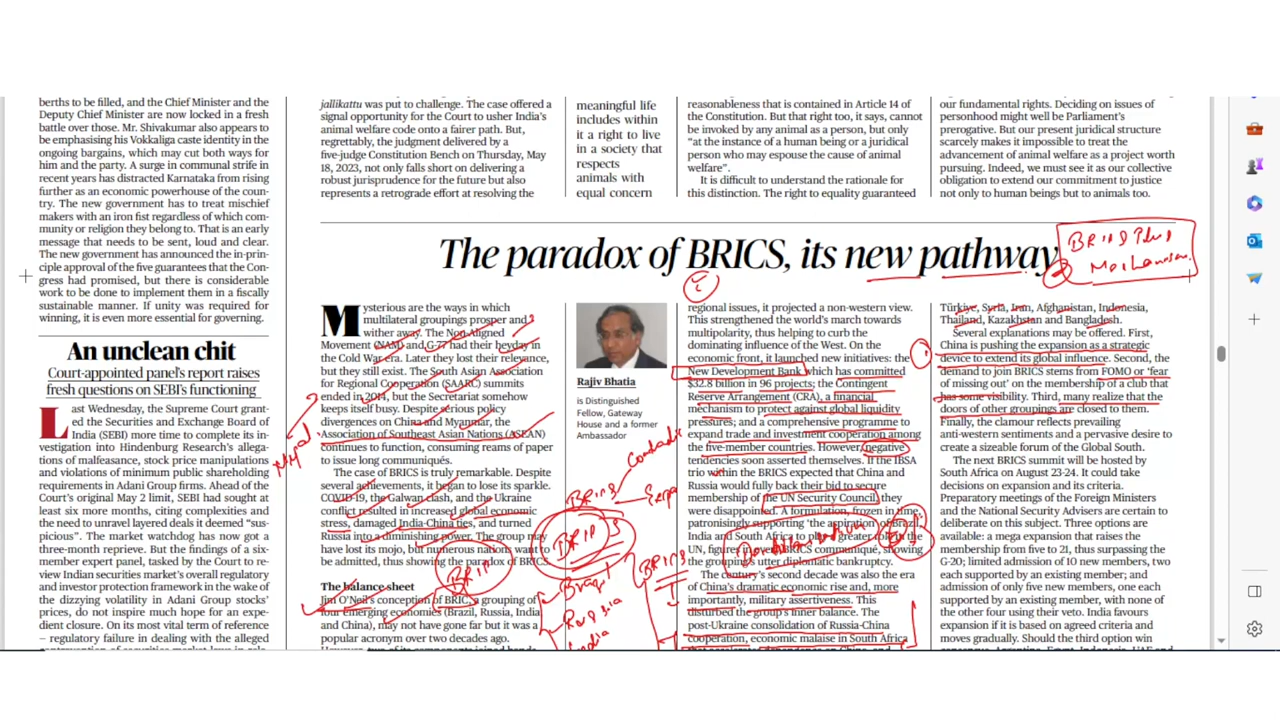 berths to be filled, and the Chief Minister and the
Deputy Chief Minister are now locked in a fresh
battle over those. Mr. Shivakumar also appears to
be emphasising his Vokkaliga caste identity in the
ongoing bargains, which may cut both ways for
him and the party. A surge in communal strife in
recent years has distracted Karnataka from rising
further as an economic powerhouse of the coun-
try. The new government has to treat mischief
makers with an iron fist regardless of which com-
munity or religion they belong to. That is an early
message that needs to be sent, loud and clear.
The new government has announced the in-prin-
ciple approval of the five guarantees that the Con-
gress had promised, but there is considerable
work to be done to implement them in a fiscally
sustainable manner. If unity was required for
winning, it is even more essential for governing.
An unclean chit
Court-appointed panel's report raises
fresh questions on SEBI's functioning
Last Wednesday, the Supreme Court grant-
ed the Securities and Exchange Board of
India (SEBI) more time to complete its in-
vestigation into Hindenburg Research's allega-
tions of malfeasance, stock price manipulations
and violations of minimum public shareholding
requirements in Adani Group firms. Ahead of the
Court's original May 2 limit, SEBI had sought at
least six more months, citing complexities and
the need to unravel layered deals it deemed "sus-
picious". The market watchdog has now got a
three-month reprieve. But the findings of a six-
member expert panel, tasked by the Court to re-
view Indian securities market's overall regulatory
and investor protection framework in the wake of
the dizzying volatility in Adani Group stocks'
prices, do not inspire much hope for an expe-
dient closure. On its most vital term of reference
– regulatory failure in dealing with the alleged
jallikattu was put to challenge. The case offered a
signal opportunity for the Court to usher India's
animal welfare code onto a fairer path. But,
regrettably, the judgment delivered by a
five-judge Constitution Bench on Thursday, May
18, 2023, not only falls short on delivering a
robust jurisprudence for the future but also
represents a retrograde effort at resolving the
meaningful life
includes within
it a right to live
in a society that
respects
animals with
equal concern
reasonableness that is contained in Article 14 of
the Constitution. But that right too, it says, cannot
be invoked by any animal as a person, but only
"at the instance of a human being or a juridical
person who may espouse the cause of animal
welfare".
It is difficult to understand the rationale for
this distinction. The right to equality guaranteed
our fundamental rights. Deciding on issues of
personhood might well be Parliament's
prerogative. But our present juridical structure
scarcely makes it impossible to treat the
advancement of animal welfare as a project worth
pursuing. Indeed, we must see it as our collective
obligation to extend our commitment to justice
not only to human beings but to animals too.
The paradox of BRICS, its new pathway
BRICS Plus
Mechanism
Mysterious are the ways in which
multilateral groupings prosper and
wither away. The Non-Aligned
Movement (NAM) and G-77 had their heyday in
the Cold War era. Later they lost their relevance,
but they still exist. The South Asian Association
for Regional Cooperation (SAARC) summits
ended in 2014, but the Secretariat somehow
keeps itself busy. Despite serious policy
divergences on China and Myanmar, the
Association of Southeast Asian Nations (ASEAN)
continues to function, consuming reams of paper
to issue long communiqués.
The case of BRICS is truly remarkable. Despite
several achievements, it began to lose its sparkle.
COVID-19, the Galwan clash, and the Ukraine
conflict resulted in increased global economic
stress, damaged India-China ties, and turned
Russia into a diminishing power. The group may
have lost its mojo, but numerous nations want to
be admitted, thus showing the paradox of BRICS.
The balance sheet
Jim O'Neil's conception of BRIC, a grouping of
four emerging economies (Brazil, Russia, India
and China), may not have gone far but it was a
popular acronym over two decades ago.
Rajiv Bhatia
is Distinguished
Fellow, Gateway
House and a former
Ambassador
BRICS
BRIC
BRICS
Brazil
Russia
India
BRICS
regional issues, it projected a non-western view.
This strengthened the world's march towards
multipolarity, thus helping to curb the
dominating influence of the West. On the
economic front, it launched new initiatives: the
New Development Bank which has committed
$32.8 billion in 96 projects; the Contingent
Reserve Arrangement (CRA), a financial
mechanism to protect against global liquidity
pressures; and a comprehensive programme to
expand trade and investment cooperation among
the five-member countries. However, negative
tendencies soon asserted themselves. If the IBSA
trio within the BRICS expected that China and
Russia would fully back their bid to secure
membership of the UN Security Council, they
were disappointed. A formulation, frozen in time,
patronisingly supporting 'the aspiration of Brazil,
India and South Africa to play greater role in the
UN, figures in every BRICS communiqué, showing
the grouping's utter diplomatic bankruptcy.
The century's second decade was also the era
of China's dramatic economic rise and, more
importantly, military assertiveness. This
disturbed the group's inner balance. The
post-Ukraine consolidation of Russia-China
cooperation, economic malaise in South Africa
Türkiye, Syria, Iran, Afghanistan, Indonesia,
Thailand, Kazakhstan and Bangladesh.
Several explanations may be offered. First,
China is pushing the expansion as a strategic
device to extend its global influence. Second, the
demand to join BRICS stems from FOMO or 'fear
of missing out' on the membership of a club that
has some visibility. Third, many realize that the
doors of other groupings are closed to them.
Finally, the clamour reflects prevailing
anti-western sentiments and a pervasive desire to
create a sizeable forum of the Global South.
The next BRICS summit will be hosted by
South Africa on August 23-24. It could take
decisions on expansion and its criteria.
Preparatory meetings of the Foreign Ministers
and the National Security Advisers are certain to
deliberate on this subject. Three options are
available: a mega expansion that raises the
membership from five to 21, thus surpassing the
G-20; limited admission of 10 new members, two
each supported by an existing member; and
admission of only five new members, one each
supported by an existing member, with none of
the other four using their veto. India favours
expansion if it is based on agreed criteria and
moves gradually. Should the third option win